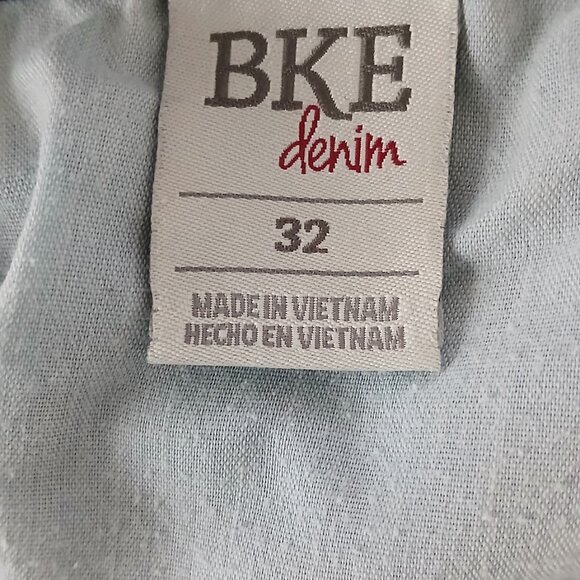 BKE
denim
32
MADE IN VIETNAM
HECHO EN VIETNAM